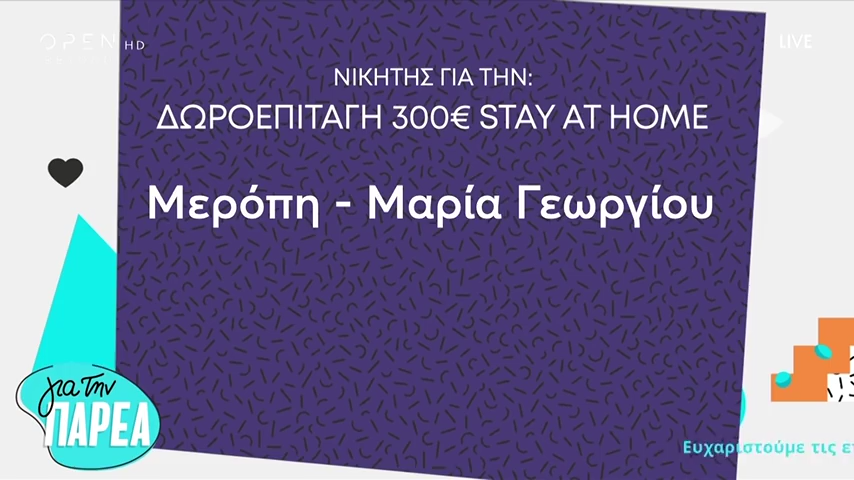 OPEN HD
LIVE
ΝΙΚΗΤΗΣ ΓΙΑ ΤΗΝ:
ΔΩΡΟΕΠΙΤΑΓΗ 300€ STAY AT HOME
Μερόπη - Μαρία Γεωργίου
για την
ΠΑΡΕΑ
Ευχαριστούμε τις